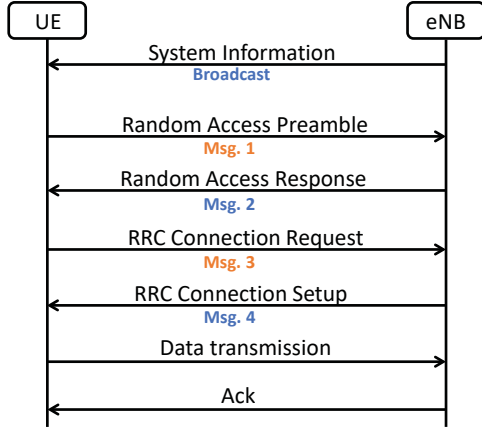 UE
eNB
System Information
Broadcast
Random Access Preamble
Msg. 1
Random Access Response
Msg. 2
RRC Connection Request
Msg. 3
RRC Connection Setup
Msg. 4
Data transmission
Ack